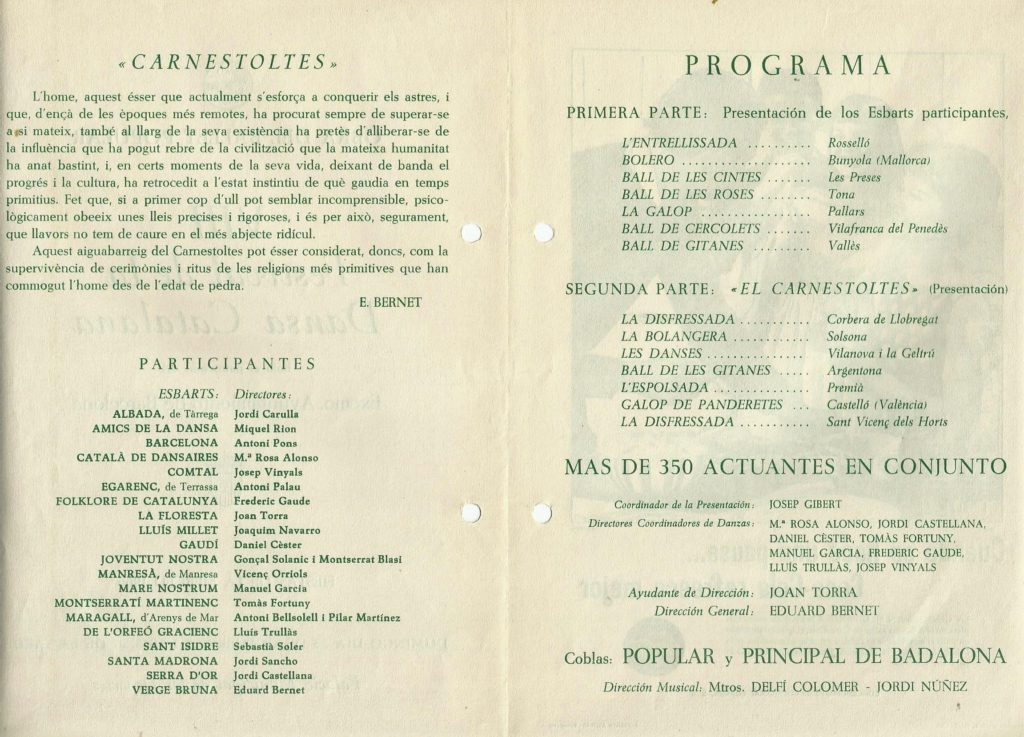 «CARNESTOLTES»
L'home, aquest ésser que actualment s'esforça a conquerir els astres, i
que, d'ençà de les èpoques més remotes, ha procurat sempre de superar-se
a si mateix, també al llarg de la seva existència ha pretès d'alliberar-se de
la influència que ha pogut rebre de la civilització que la mateixa humanitat
ha anat bastint, i, en certs moments de la seva vida, deixant de banda el
progrés i la cultura, ha retrocedit a l'estat instintiu de què gaudia en temps
primitius. Fet que, si a primer cop d'ull pot semblar incomprensible, psico-
lògicament obeeix unes lleis precises i rigoroses, i és per això, segurament,
que llavors no tem de caure en el més abjecte ridícul.
Aquest aiguabarreig del Carnestoltes pot ésser considerat, doncs, com la
supervivència de cerimònies i ritus de les religions més primitives que han
commogut l'home des de l'edat de pedra.
E. BERNET
PARTICIPANTES
ESBARTS: Directores:
ALBADA, de Tàrrega Jordi Carulla
AMICS DE LA DANSA Miquel Rion
BARCELONA Antoni Pons
CATALÀ DE DANSAIRES M.ª Rosa Alonso
COMTAL Josep Vinyals
EGARENC, de Terrassa Antoni Palau
FOLKLORE DE CATALUNYA Frederic Gaude
LA FLORESTA Joan Torra
LLUÍS MILLET Joaquim Navarro
GAUDÍ Daniel Cèster
JOVENTUT NOSTRA Gonçal Solanic i Montserrat Blasi
MANRESÀ, de Manresa Vicenç Orriols
MARE NOSTRUM Manuel García
MONTSERRATÍ MARTINENC Tomàs Fortuny
MARAGALL, d'Arenys de Mar Antoni Bellsolell i Pilar Martínez
DE L'ORFEÓ GRACIENC Lluís Trullàs
SANT ISIDRE Sebastià Soler
SANTA MADRONA Jordi Sancho
SERRA D'OR Jordi Castellana
VERGE BRUNA Eduard Bernet
PROGRAMA
PRIMERA PARTE: Presentación de los Esbarts participantes,
L'ENTRELLISSADA .......... Rosselló
BOLERO .................... Bunyola (Mallorca)
BALL DE LES CINTES ....... Les Preses
BALL DE LES ROSES ....... Tona
LA GALOP ................. Pallars
BALL DE CERCOLETS ...... Vilafranca del Penedès
BALL DE GITANES ......... Vallès
SEGUNDA PARTE: «EL CARNESTOLTES» (Presentación)
LA DISFRESSADA ........... Corbera de Llobregat
LA BOLANGERA ............ Solsona
LES DANSES ............... Vilanova i la Geltrú
BALL DE LES GITANES ..... Argentona
L'ESPOLSADA .............. Premià
GALOP DE PANDERETES ... Castelló (València)
LA DISFRESSADA ........... Sant Vicenç dels Horts
MAS DE 350 ACTUANTES EN CONJUNTO
Coordinador de la Presentación: JOSEP GIBERT
Directores Coordinadores de Danzas: M.ª ROSA ALONSO, JORDI CASTELLANA,
DANIEL CÈSTER, TOMÀS FORTUNY,
MANUEL GARCIA, FREDERIC GAUDE,
LLUÍS TRULLÀS, JOSEP VINYALS
Ayudante de Dirección: JOAN TORRA
Dirección General: EDUARD BERNET
Coblas: POPULAR y PRINCIPAL DE BADALONA
Dirección Musical: Mtros. DELFÍ COLOMER - JORDI NÚÑEZ